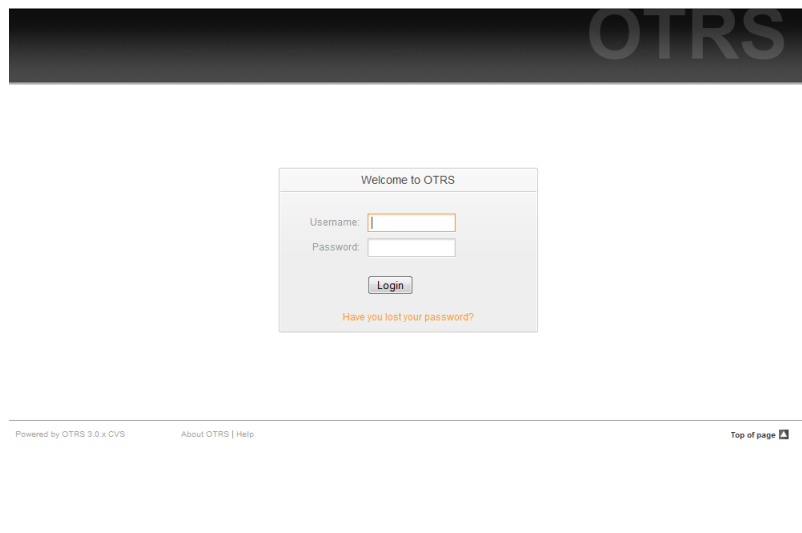 OTRS
Welcome to OTRS
Username:
Password:
Login
Have you lost your password?
Powered by OTRS 3.0.x CVS
About OTRS | Help
Top of page